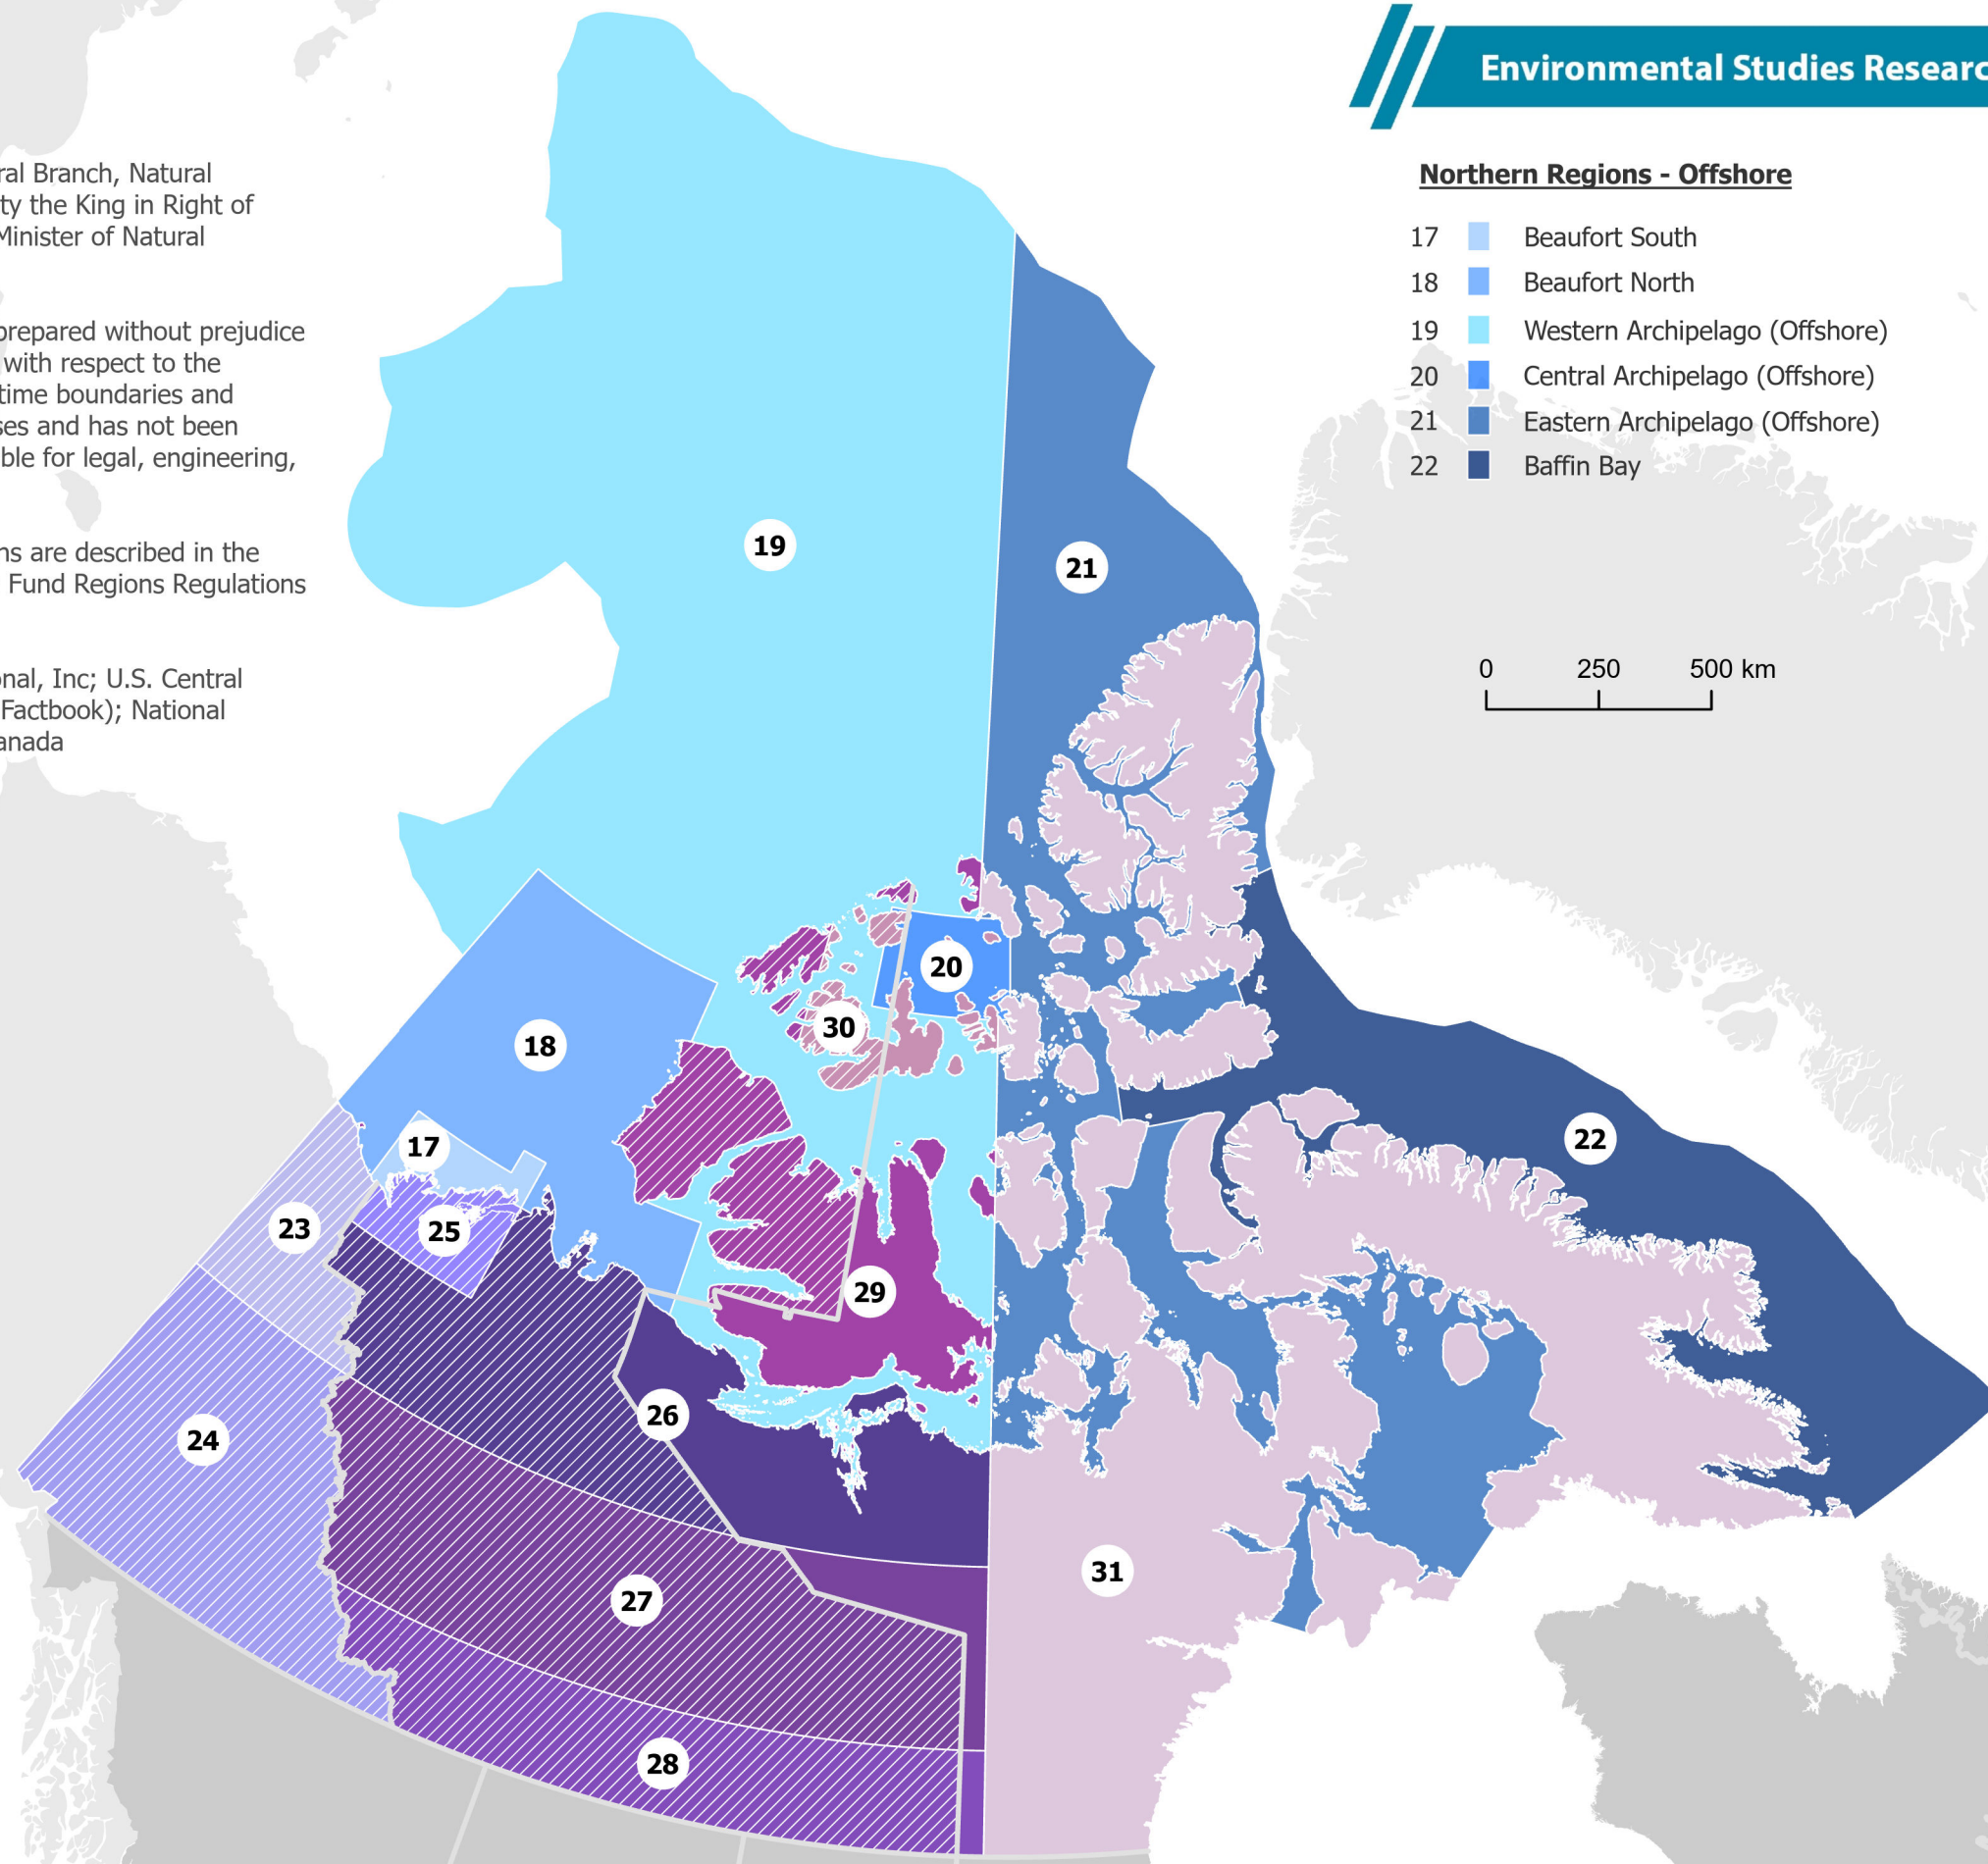 Environmental Studies Researc
ral Branch, Natural
ty the King in Right of
Minister of Natural
prepared without prejudice
with respect to the
time boundaries and
ses and has not been
ble for legal, engineering,
ns are described in the
Fund Regions Regulations
onal, Inc; U.S. Central
Factbook); National
anada
Northern Regions - Offshore
17 Beaufort South
18 Beaufort North
19 Western Archipelago (Offshore)
20 Central Archipelago (Offshore)
21 Eastern Archipelago (Offshore)
22 Baffin Bay
0 250 500 km
19
21
20
30
18
17
22
23
25
29
26
24
31
27
28